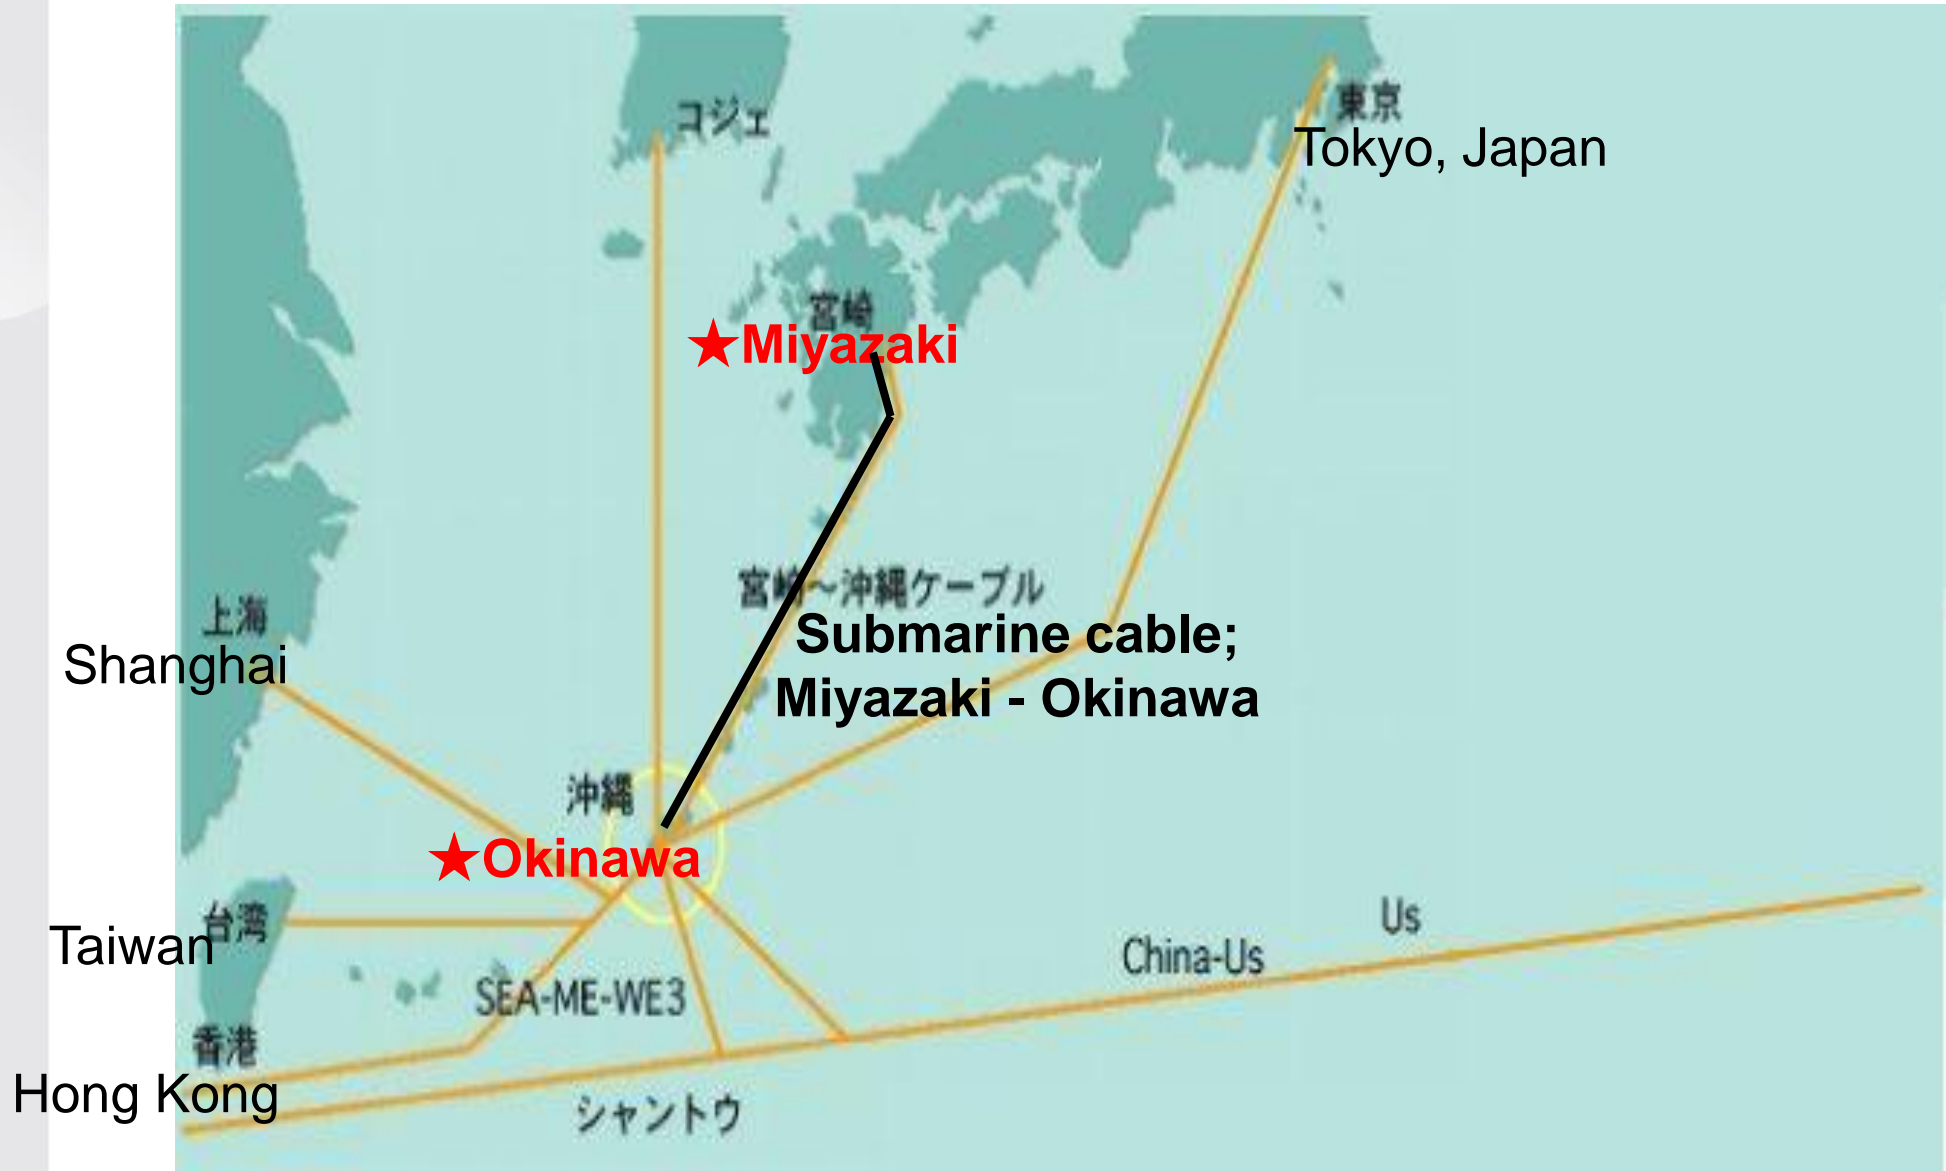 コジェ
東京
Tokyo, Japan
宮崎
★Miyazaki
宮崎～沖縄ケーブル
Submarine cable;
Miyazaki - Okinawa
上海
Shanghai
沖縄
★Okinawa
台湾
Taiwan
Us
China-Us
SEA-ME-WE3
香港
Hong Kong
シャントウ